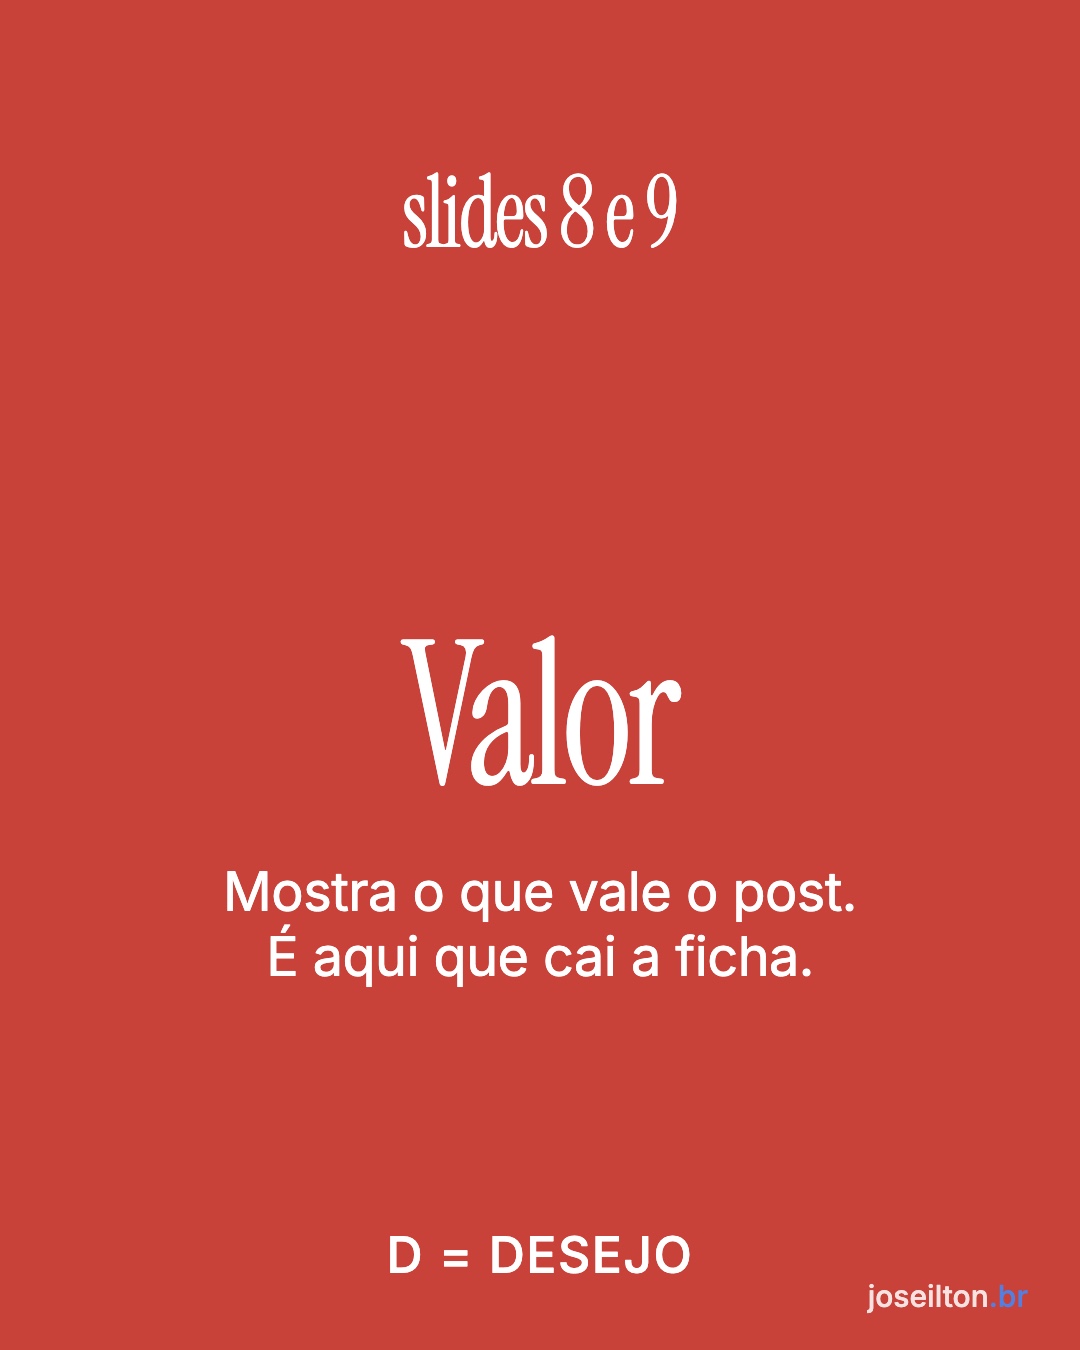 slides 8 e 9
Valor
Mostra o que vale o post.
É aqui que cai a ficha.
D = DESEJO
joseilton.br